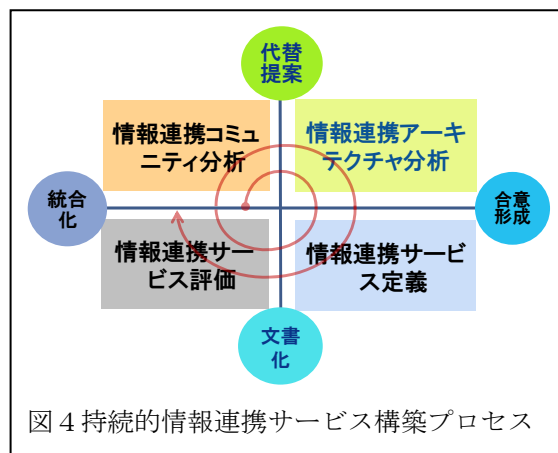 代替
提案
情報連携コミュ
ニティ分析
情報連携アーキ
テクチャ分析
統合
化
合意
形成
情報連携サー
ビス評価
情報連携サービ
ス定義
文書
化
図４持続的情報連携サービス構築プロセス